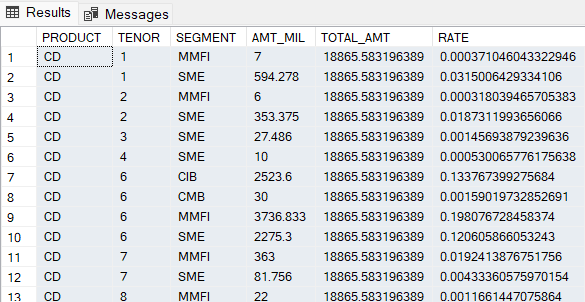 Results Messages
PRODUCT TENOR SEGMENT AMT_MIL TOTAL_AMT RATE
1 CD 1 MMFI 7 18865.583196389 0.000371046043322946
2 CD 1 SME 594.278 18865.583196389 0.0315006429334106
3 CD 2 MMFI 6 18865.583196389 0.000318039465705383
4 CD 2 SME 353.375 18865.583196389 0.0187311993656066
5 CD 3 SME 27.486 18865.583196389 0.00145693879239636
6 CD 4 SME 10 18865.583196389 0.000530065776175638
7 CD 6 CIB 2523.6 18865.583196389 0.133767399275684
8 CD 6 CMB 30 18865.583196389 0.00159019732852691
9 CD 6 MMFI 3736.833 18865.583196389 0.198076728458374
10 CD 6 SME 2275.3 18865.583196389 0.120605866053243
11 CD 7 MMFI 363 18865.583196389 0.0192413876751756
12 CD 7 SME 81.756 18865.583196389 0.00433360575970154
13 CD 8 MMFI 22 18865.583196389 0.0011661447075864